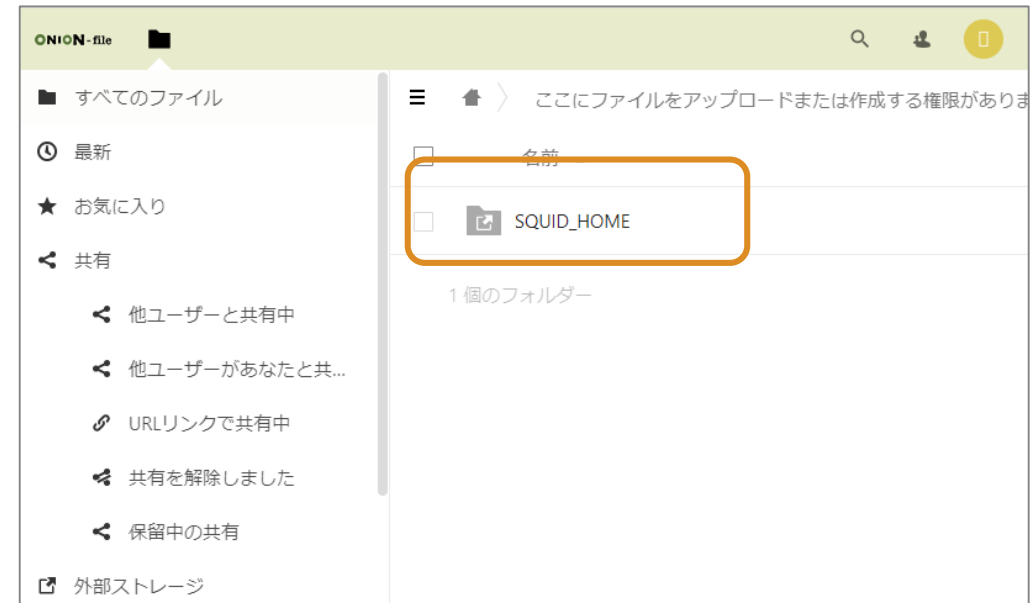 ONION-file
すべてのファイル
最新
お気に入り
共有
他ユーザーと共有中
他ユーザーがあなたと共...
URLリンクで共有中
共有を解除しました
保留中の共有
外部ストレージ
ここにファイルをアップロードまたは作成する権限がありま
名前
SQUID_HOME
1 個のフォルダー